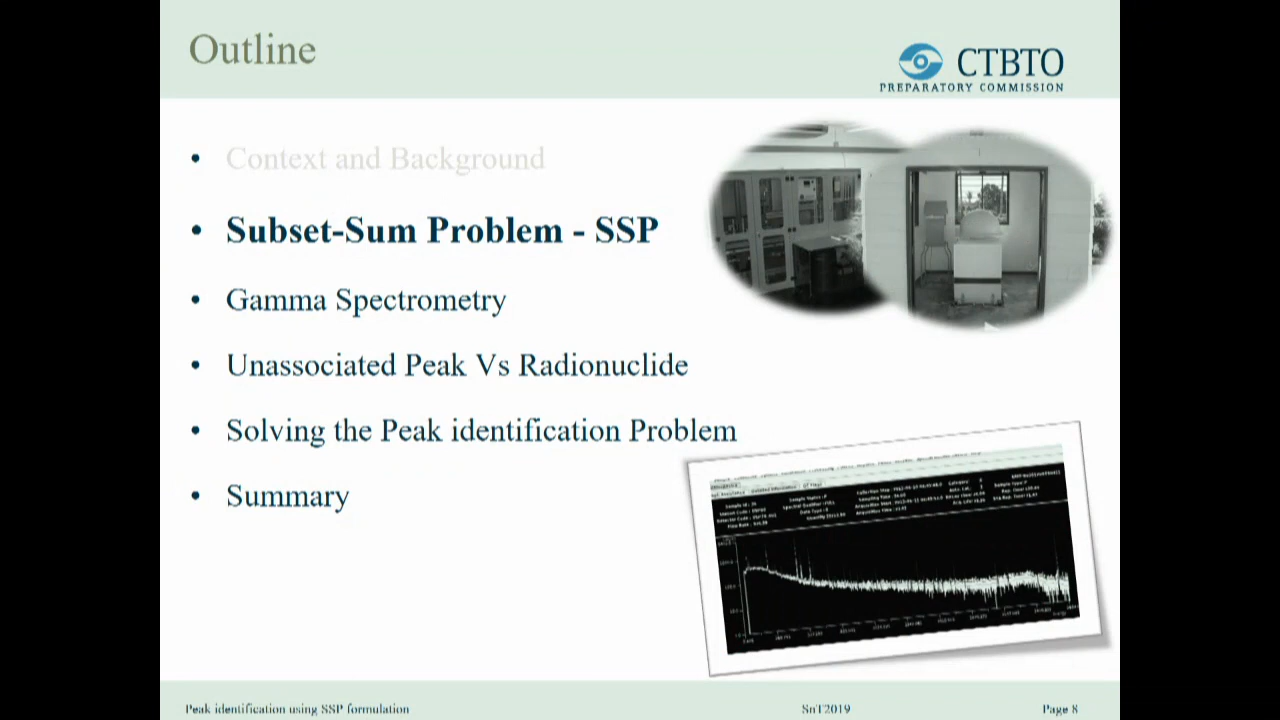 Outline
CTBTO
PREPARATORY COMMISSION
• Context and Background
• Subset-Sum Problem - SSP
• Gamma Spectrometry
• Unassociated Peak Vs Radionuclide
• Solving the Peak identification Problem
• Summary
Peak identification using SSP formulation
SnT2019
Page 8